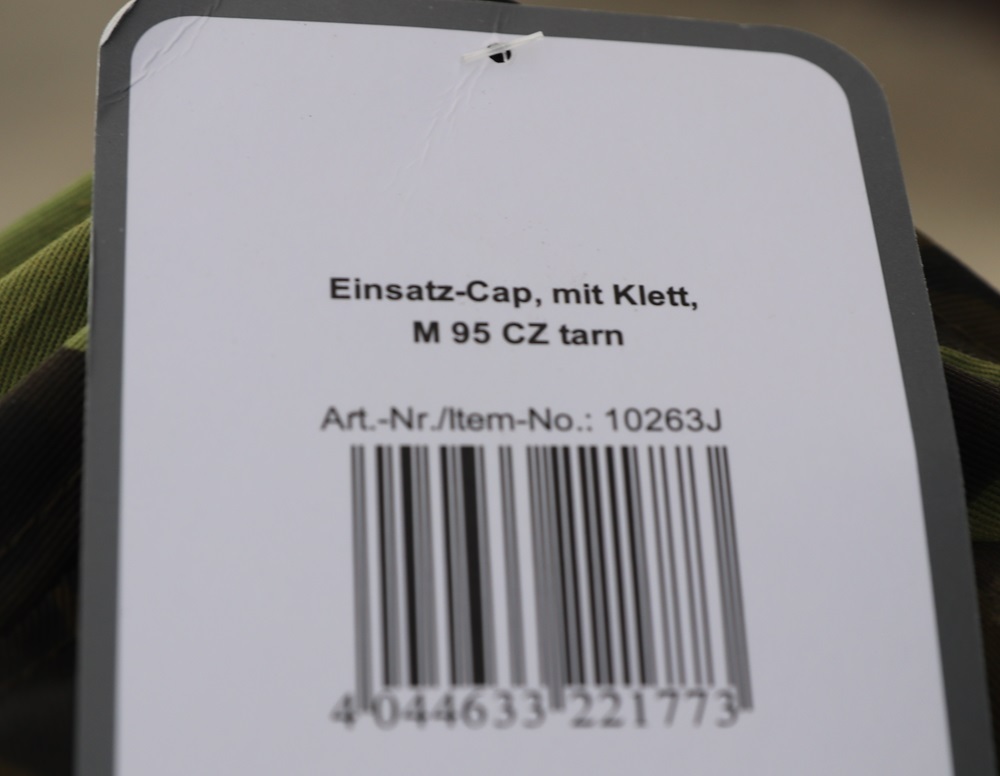 Einsatz-Cap, mit Klett,
M 95 CZ tarn
Art.-Nr./Item-No.: 10263J
4 044633 221773